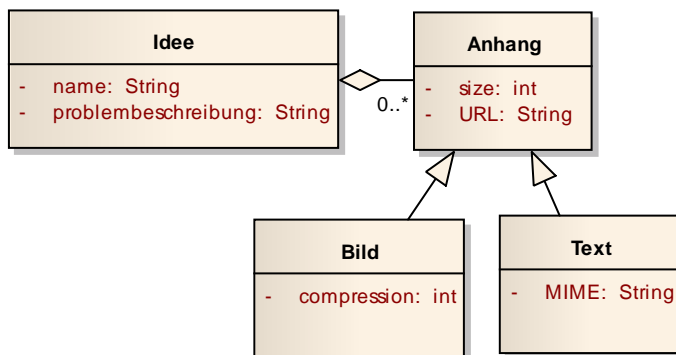 Idee
- name: String
- problembeschreibung: String
0..*
Anhang
- size: int
- URL: String
Bild
- compression: int
Text
- MIME: String